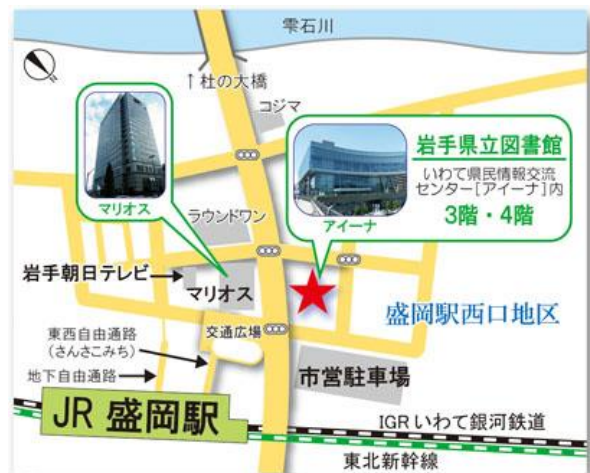 雫石川
↑杜の大橋
コジマ
マリオス
アイーナ
岩手県立図書館
いわて県民情報交流
センター[アイーナ]内
3階・4階
ラウンドワン
岩手朝日テレビ
マリオス
盛岡駅西口地区
交通広場
東西自由通路
(さんさこみち)
地下自由通路
市営駐車場
JR 盛岡駅
IGRいわて銀河鉄道
東北新幹線